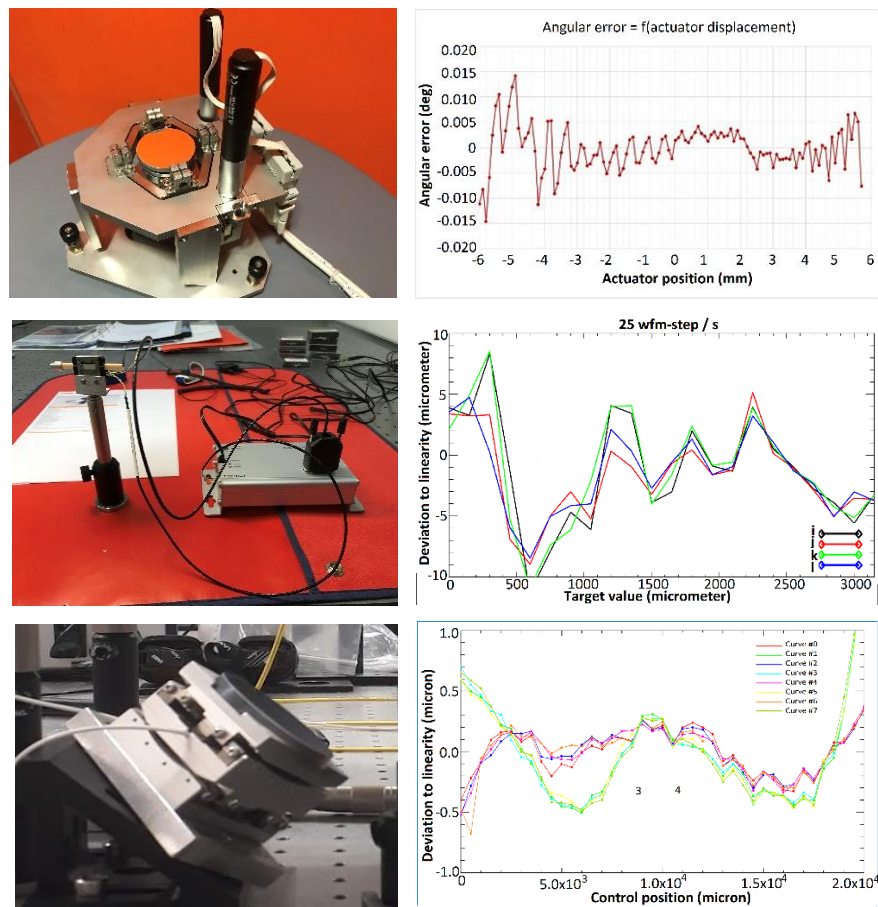 Angular error = f(actuator displacement)
Angular error (deg)
0.020
0.015
0.010
0.005
0
-0.005
-0.010
-0.015
-0.020
-6 -5 -4 -3 -2 -1 0 1 2 3 4 5 6
Actuator position (mm)
25 wfm-step / s
Deviation to linearity (micrometer)
10
5
0
-5
-10
i
j
k
l
0 500 1000 1500 2000 2500 3000
Target value (micrometer)
Deviation to linearity (micron)
1.0
0.5
0.0
-0.5
-1.0
Curve #0
Curve #1
Curve #2
Curve #3
Curve #4
Curve #5
Curve #6
Curve #7
3 4
0 5.0x10³ 1.0x10⁴ 1.5x10⁴ 2.0x10⁴
Control position (micron)